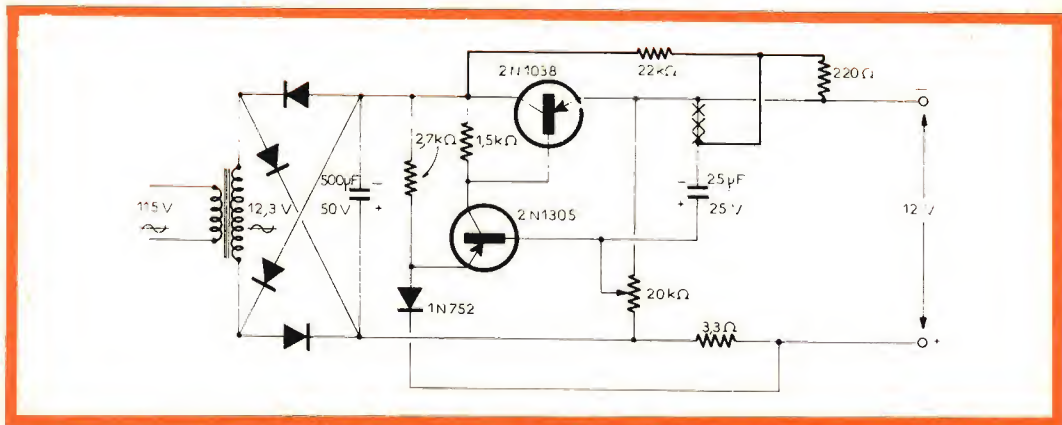 22kΩ
220Ω
2N1038
–
2,7kΩ
1,5kΩ
500µF
–
50V
+
–
25µF
+
25V
115V
12,3V
12V
2N1305
20kΩ
1N752
3,3Ω
+